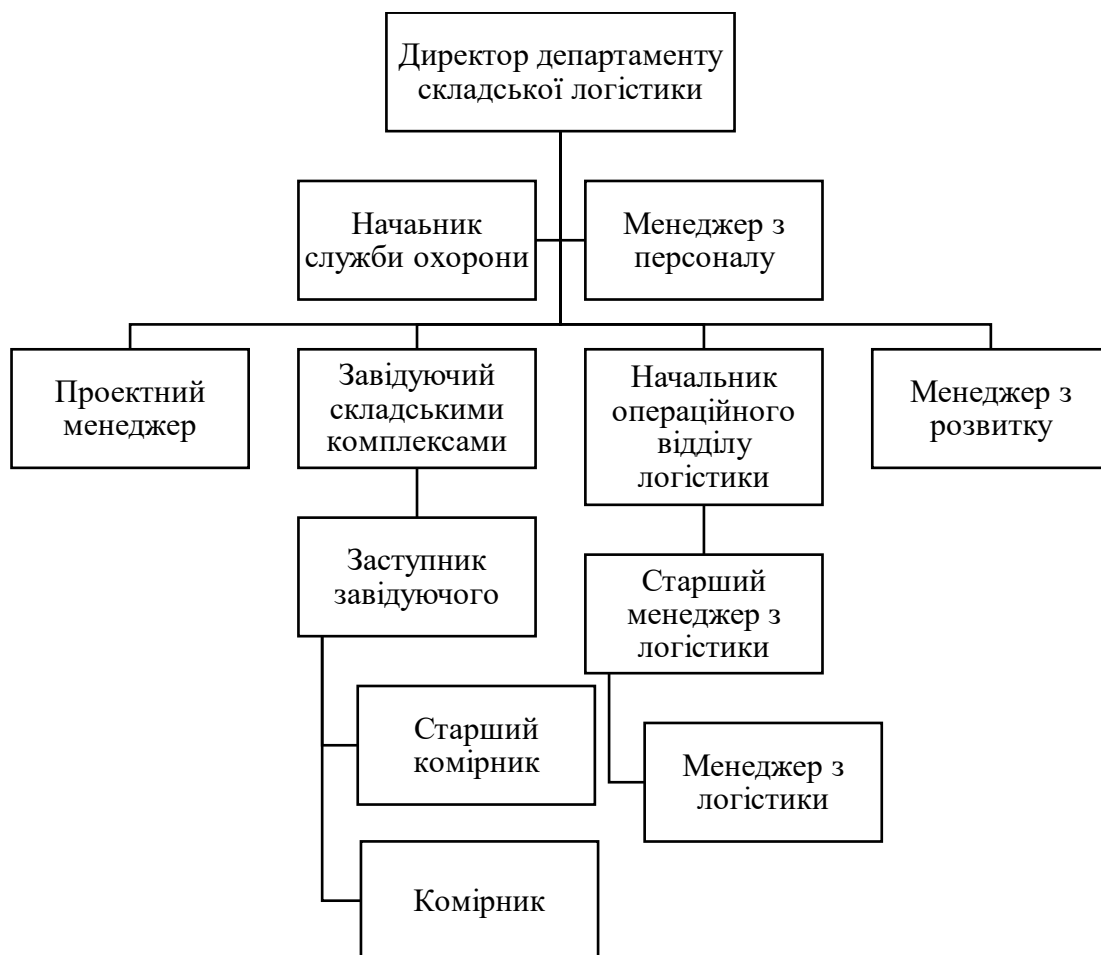 Директор департаменту
складської логістики
Начаьник
служби охорони
Менеджер з
персоналу
Проектний
менеджер
Завідуючий
складськими
комплексами
Начальник
операційного
відділу
логістики
Менеджер з
розвитку
Заступник
завідуючого
Старший
менеджер з
логістики
Старший
комірник
Менеджер з
логістики
Комірник